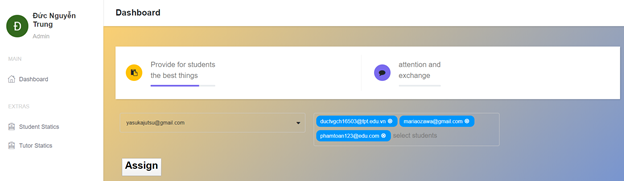 Đ
Đức Nguyễn
Trung
Admin
MAIN
Dashboard
EXTRAS
Student Statics
Tutor Statics
Dashboard
Provide for students
the best things
attention and
exchange
yasukajutsu@gmail.com
ductvgch16503@fpt.edu.vn
mariaozawa@gmail.com
phamtoan123@edu.com
select students
Assign